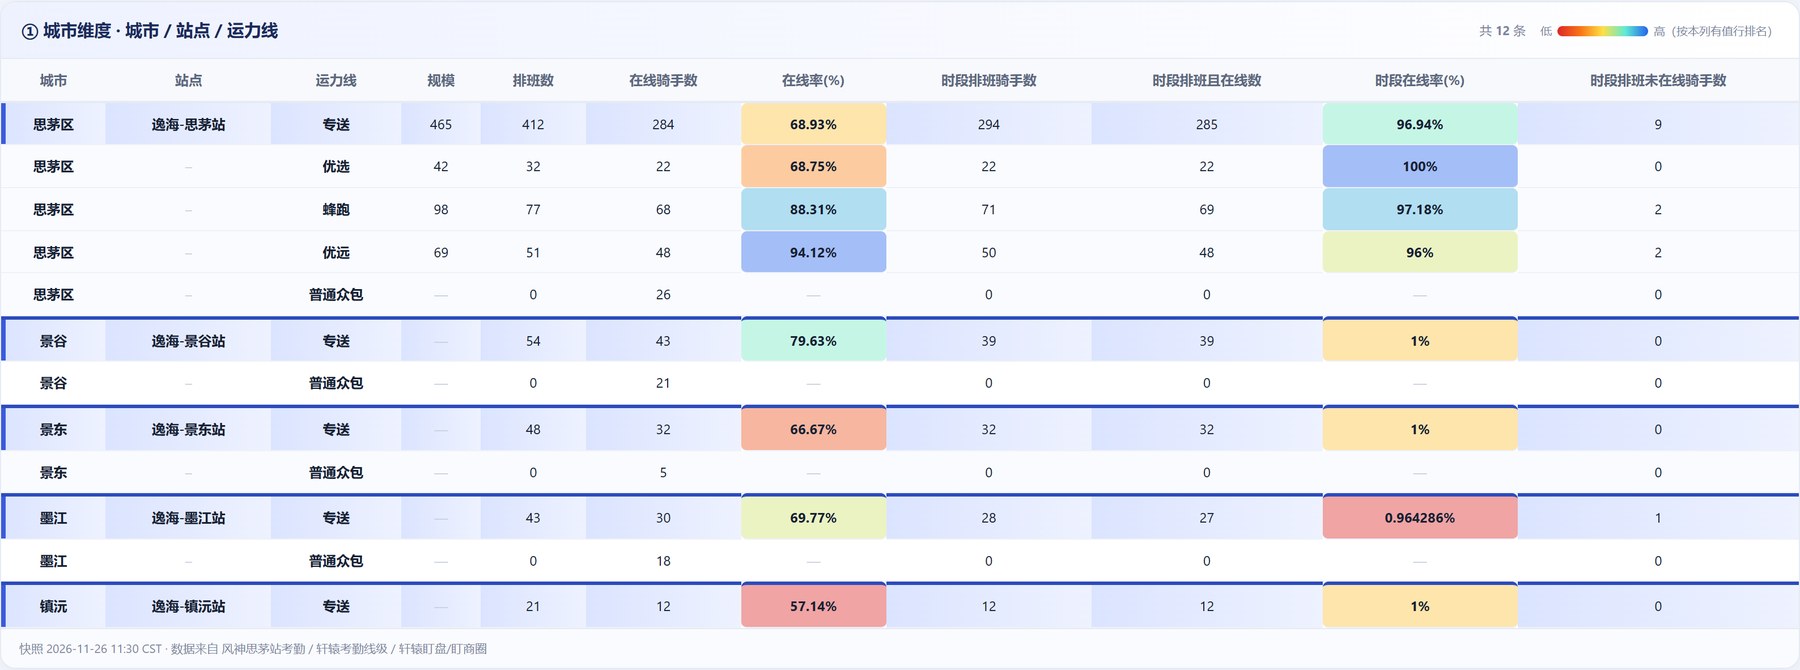 ① 城市维度 · 城市 / 站点 / 运力线
共 12 条 低 高 (按本列有值行排名)
城市 站点 运力线 规模 排班数 在线骑手数 在线率(%) 时段排班骑手数 时段排班且在线数 时段在线率(%) 时段排班未在线骑手数
思茅区 逸海-思茅站 专送 465 412 284 68.93% 294 285 96.94% 9
思茅区 – 优选 42 32 22 68.75% 22 22 100% 0
思茅区 – 蜂跑 98 77 68 88.31% 71 69 97.18% 2
思茅区 – 优远 69 51 48 94.12% 50 48 96% 2
思茅区 – 普通众包 — 0 26 — 0 0 — 0
景谷 逸海-景谷站 专送 — 54 43 79.63% 39 39 1% 0
景谷 – 普通众包 — 0 21 — 0 0 — 0
景东 逸海-景东站 专送 — 48 32 66.67% 32 32 1% 0
景东 – 普通众包 — 0 5 — 0 0 — 0
墨江 逸海-墨江站 专送 — 43 30 69.77% 28 27 0.964286% 1
墨江 – 普通众包 — 0 18 — 0 0 — 0
镇沅 逸海-镇沅站 专送 — 21 12 57.14% 12 12 1% 0
快照 2026-11-26 11:30 CST · 数据来自 风神思茅站考勤 / 轩辕考勤线级 / 轩辕盯盘/盯商圈